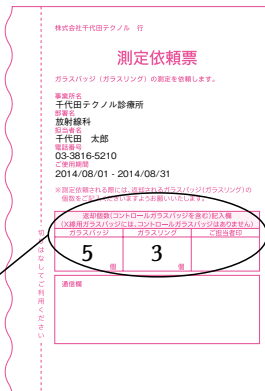 株式会社千代田テクノル 行
測定依頼票
ガラスバッジ（ガラスリング）の測定を依頼します。
事業所名
千代田テクノル診療所
部署名
放射線科
担当者名
千代田 太郎
電話番号
03-3816-5210
ご使用期間
2014/08/01 - 2014/08/31
※測定依頼される際には、返却されるガラスバッジ(ガラスリング)の
個数をご記入くださいますようお願いいたします。
返却個数(コントロールガラスバッジを含む)記入欄
(X線用ガラスバッジには、コントロールガラスバッジはありません)
ガラスバッジ ガラスリング ご担当者印
5 個 3 個
通信欄
切りはなしてご利用ください